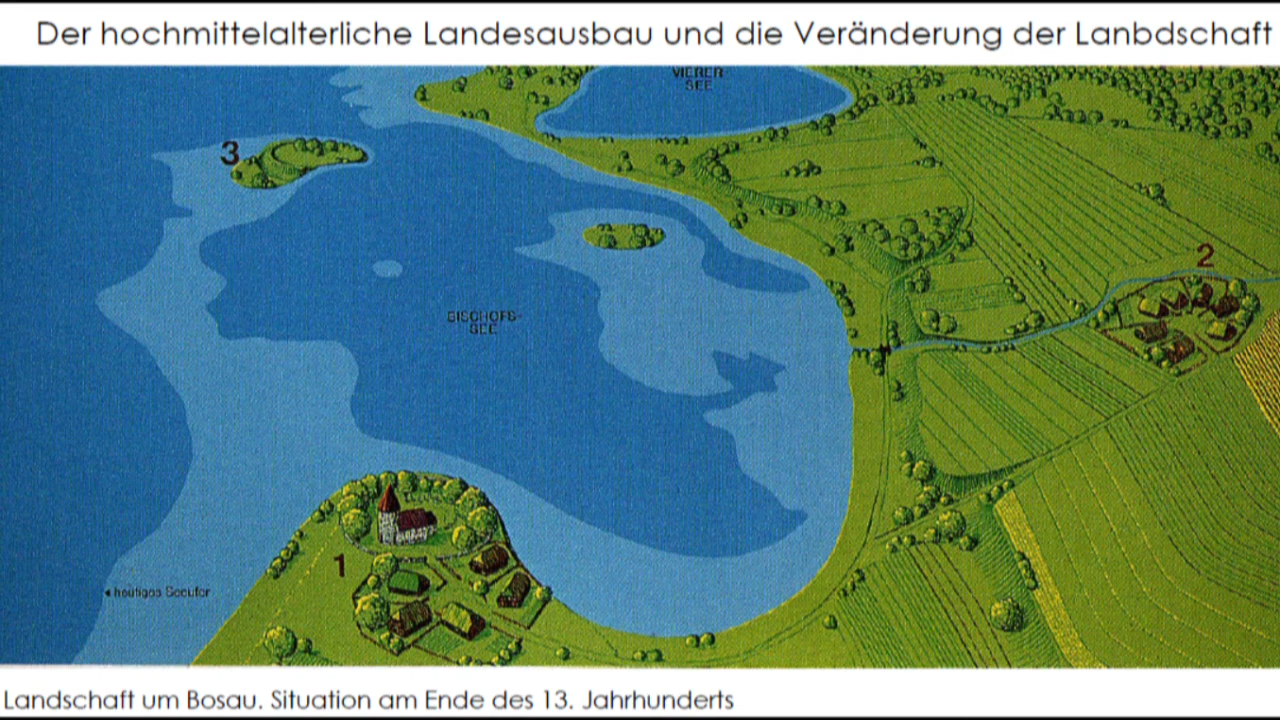 Der hochmittelalterliche Landesausbau und die Veränderung der Lanbdschaft
VIERER
SEE
3
2
BISCHOFS-
SEE
1
heutiges Seeufer
Landschaft um Bosau. Situation am Ende des 13. Jahrhunderts